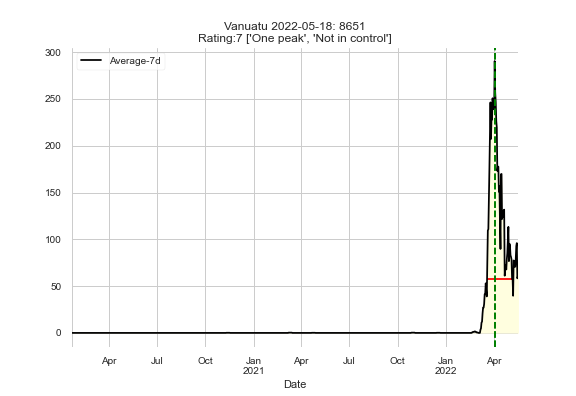 Vanuatu 2022-05-18: 8651
Rating:7 ['One peak', 'Not in control']
Average-7d
300
250
200
150
100
50
0
Apr Jul Oct Jan Apr Jul Oct Jan Apr
2021 2022
Date